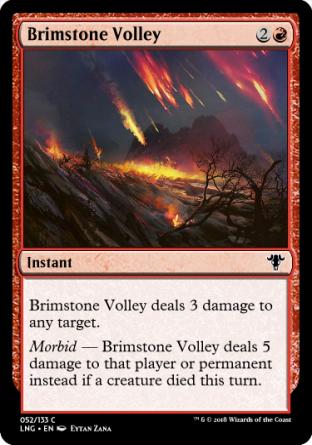 Brimstone Volley 2
Instant
Brimstone Volley deals 3 damage to
any target.
Morbid — Brimstone Volley deals 5
damage to that player or permanent
instead if a creature died this turn.
052/133 C
LNG • EN Eytan Zana
™ & © 2018 Wizards of the Coast